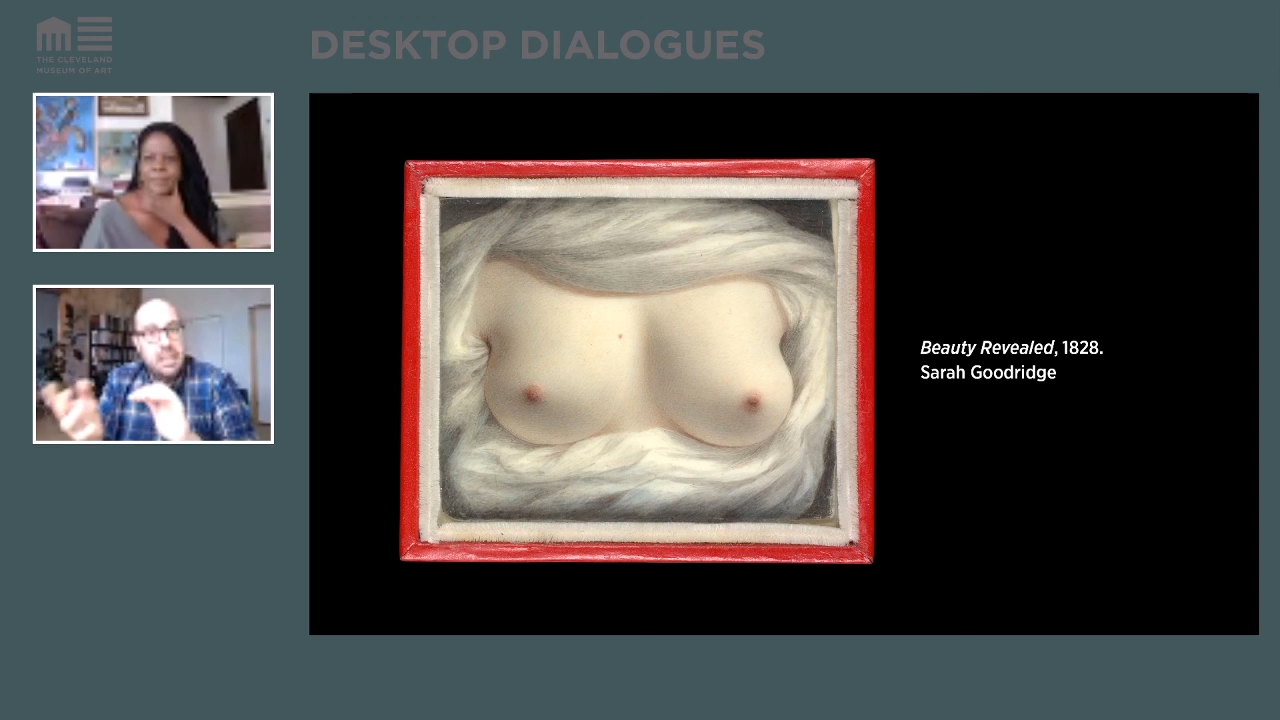 THE CLEVELAND
MUSEUM OF ART
DESKTOP DIALOGUES
Beauty Revealed, 1828.
Sarah Goodridge